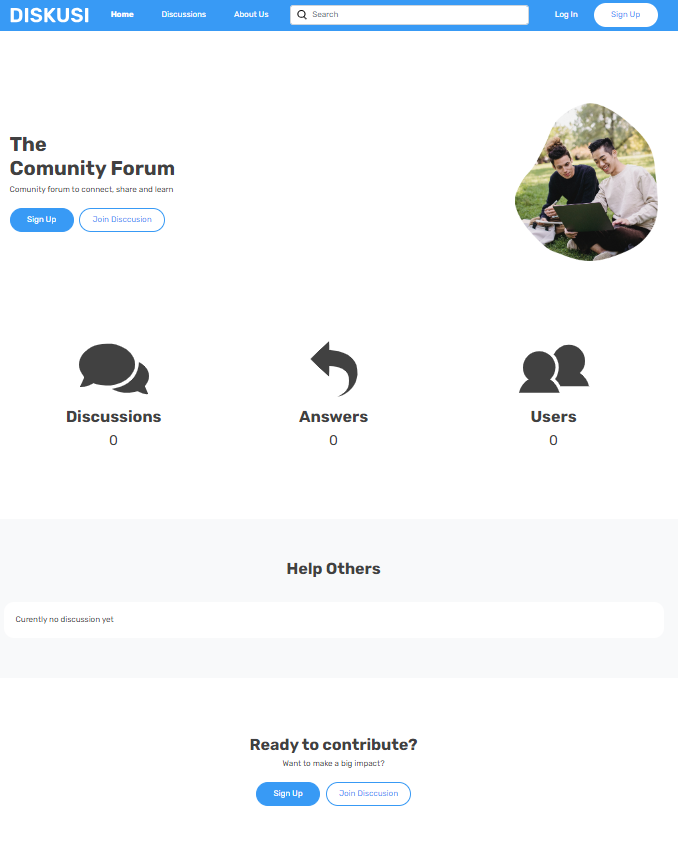 DISKUSI
Home
Discussions
About Us
Search
Log In
Sign Up
The
Comunity Forum
Comunity forum to connect, share and learn
Sign Up
Join Disccusion
Discussions
0
Answers
0
Users
0
Help Others
Curently no discussion yet
Ready to contribute?
Want to make a big impact?
Sign Up
Join Disccusion